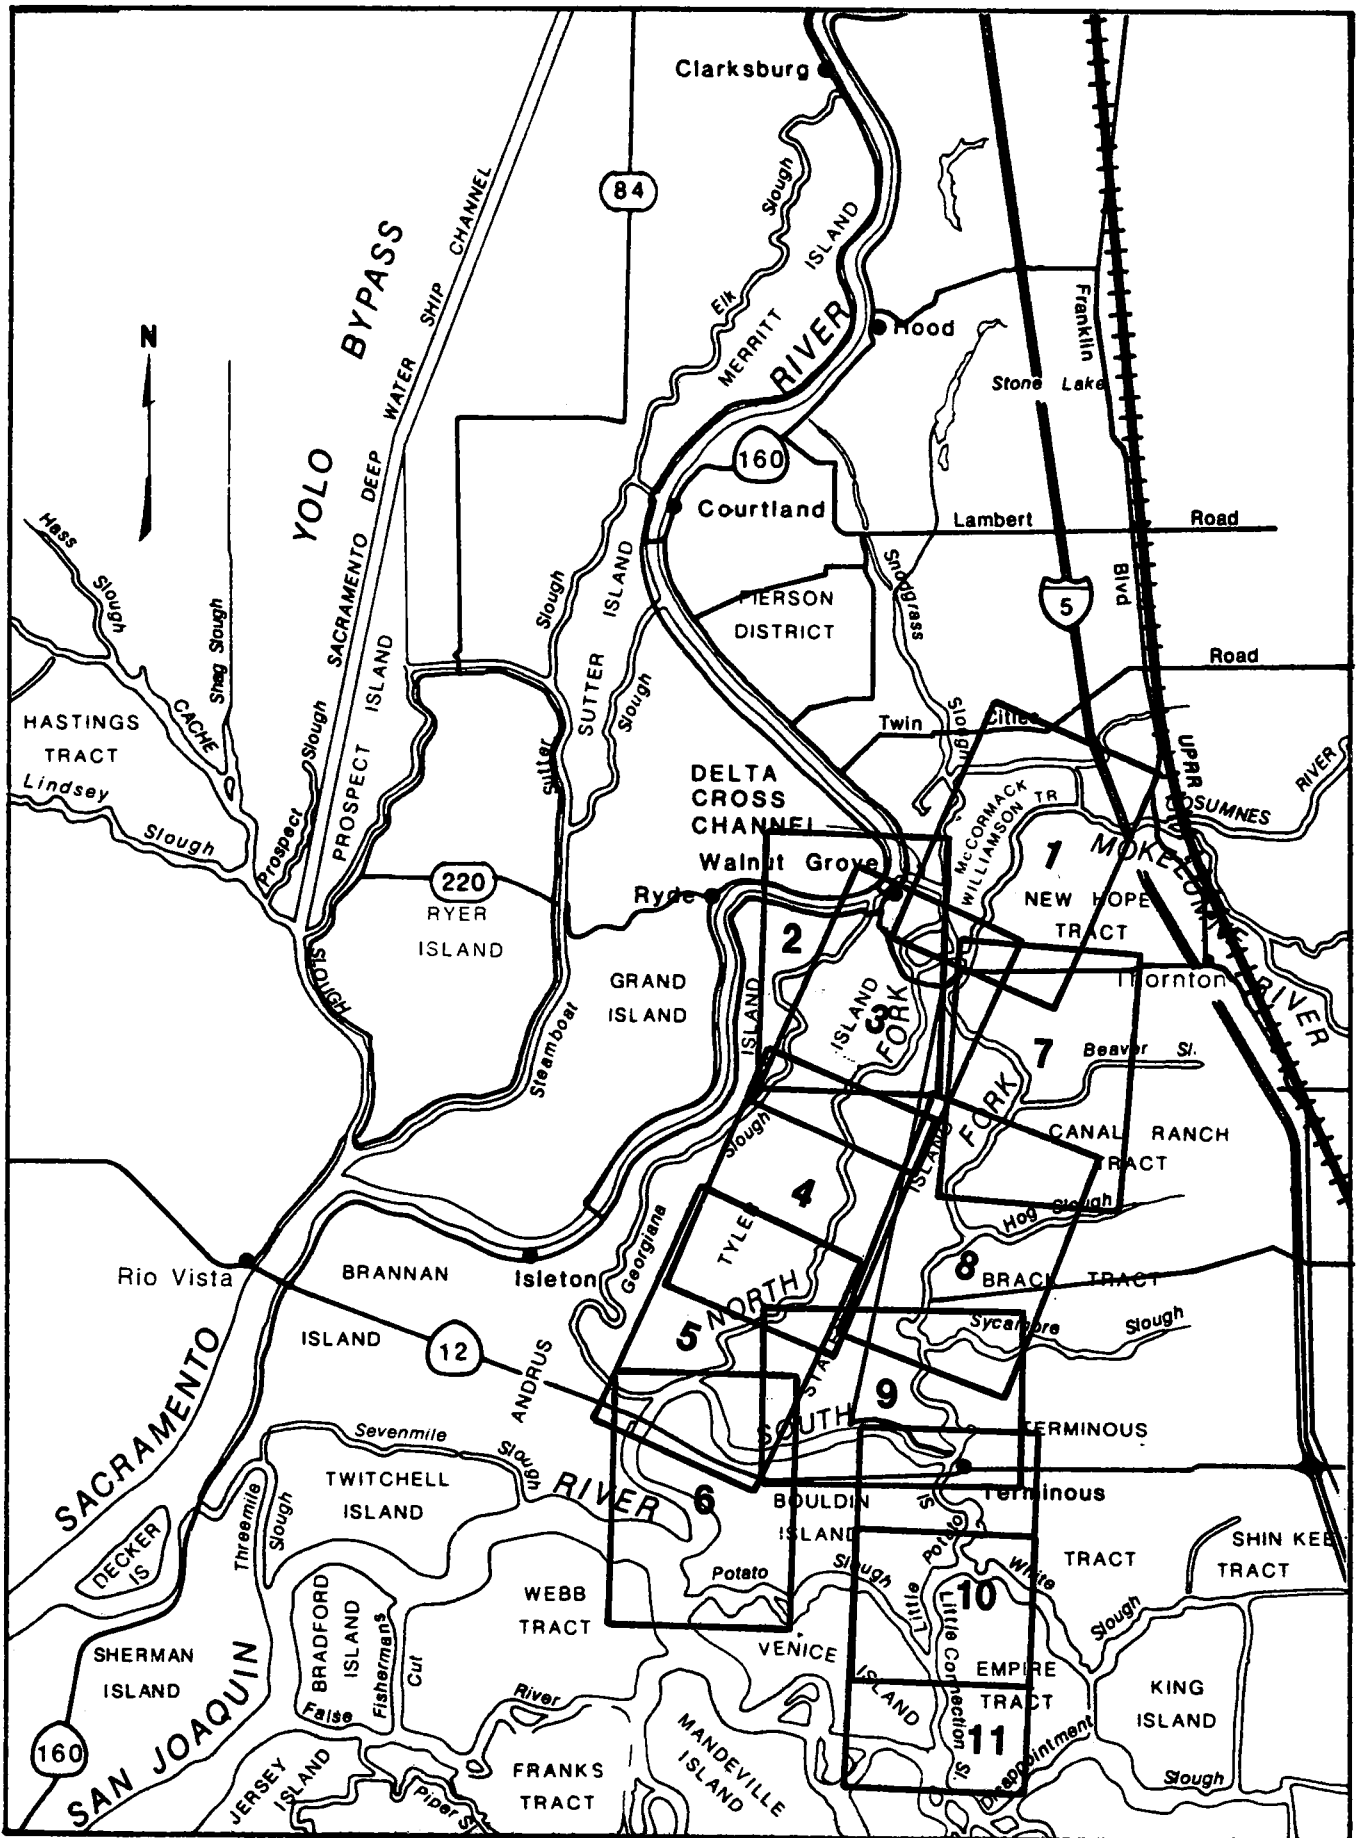 Clarksburg
84
Slough
ISLAND
YOLO BYPASS
SACRAMENTO DEEP WATER SHIP CHANNEL
Elk
MERRITT
RIVER
Hood
Franklin
N
Stone Lake
160
Courtland
Lambert Road
Hass
Slough
Snodgrass
Blvd
5
Shag Slough
Slough
SUTTER ISLAND
PIERSON
DISTRICT
Road
HASTINGS
TRACT
CACHE
Slough
PROSPECT ISLAND
Sutter
Slough
Twin Cities
Slough
UPRR
RIVER
Lindsey
Slough
Prospect
DELTA
CROSS
CHANNEL
McCORMACK
WILLIAMSON TR
COSUMNES
1
MOKELUMNE RIVER
Walnut Grove
220
Ryde
RYER
ISLAND
NEW HOPE
TRACT
2
SLOUGH
GRAND
ISLAND
ISLAND
ISLAND
3
FORK
Thornton
Steamboat
7
Beaver Sl.
FORK
Slough
ISLAND
CANAL RANCH
TRACT
4
Georgiana
TYLER
Hog Slough
Rio Vista
BRANNAN
ISLAND
Isleton
8
BRACK TRACT
NORTH
5
Sycamore Slough
12
ANDRUS
STATEN
9
SACRAMENTO
SOUTH
TERMINOUS
Sevenmile
Slough
TWITCHELL
ISLAND
RIVER
6
BOULDIN
ISLAND
Sl
Terminous
Threemile
Slough
DECKER
IS
Potato
TRACT
SHIN KEE
TRACT
Potato
Slough
White
Slough
BRADFORD
ISLAND
Fishermans
Cut
WEBB
TRACT
Little
10
SHERMAN
ISLAND
VENICE
ISLAND
Little Connection Sl.
EMPIRE
TRACT
KING
ISLAND
SAN JOAQUIN
False
River
11
160
JERSEY
ISLAND
FRANKS
TRACT
MANDEVILLE
ISLAND
Disappointment
Slough
Piper S